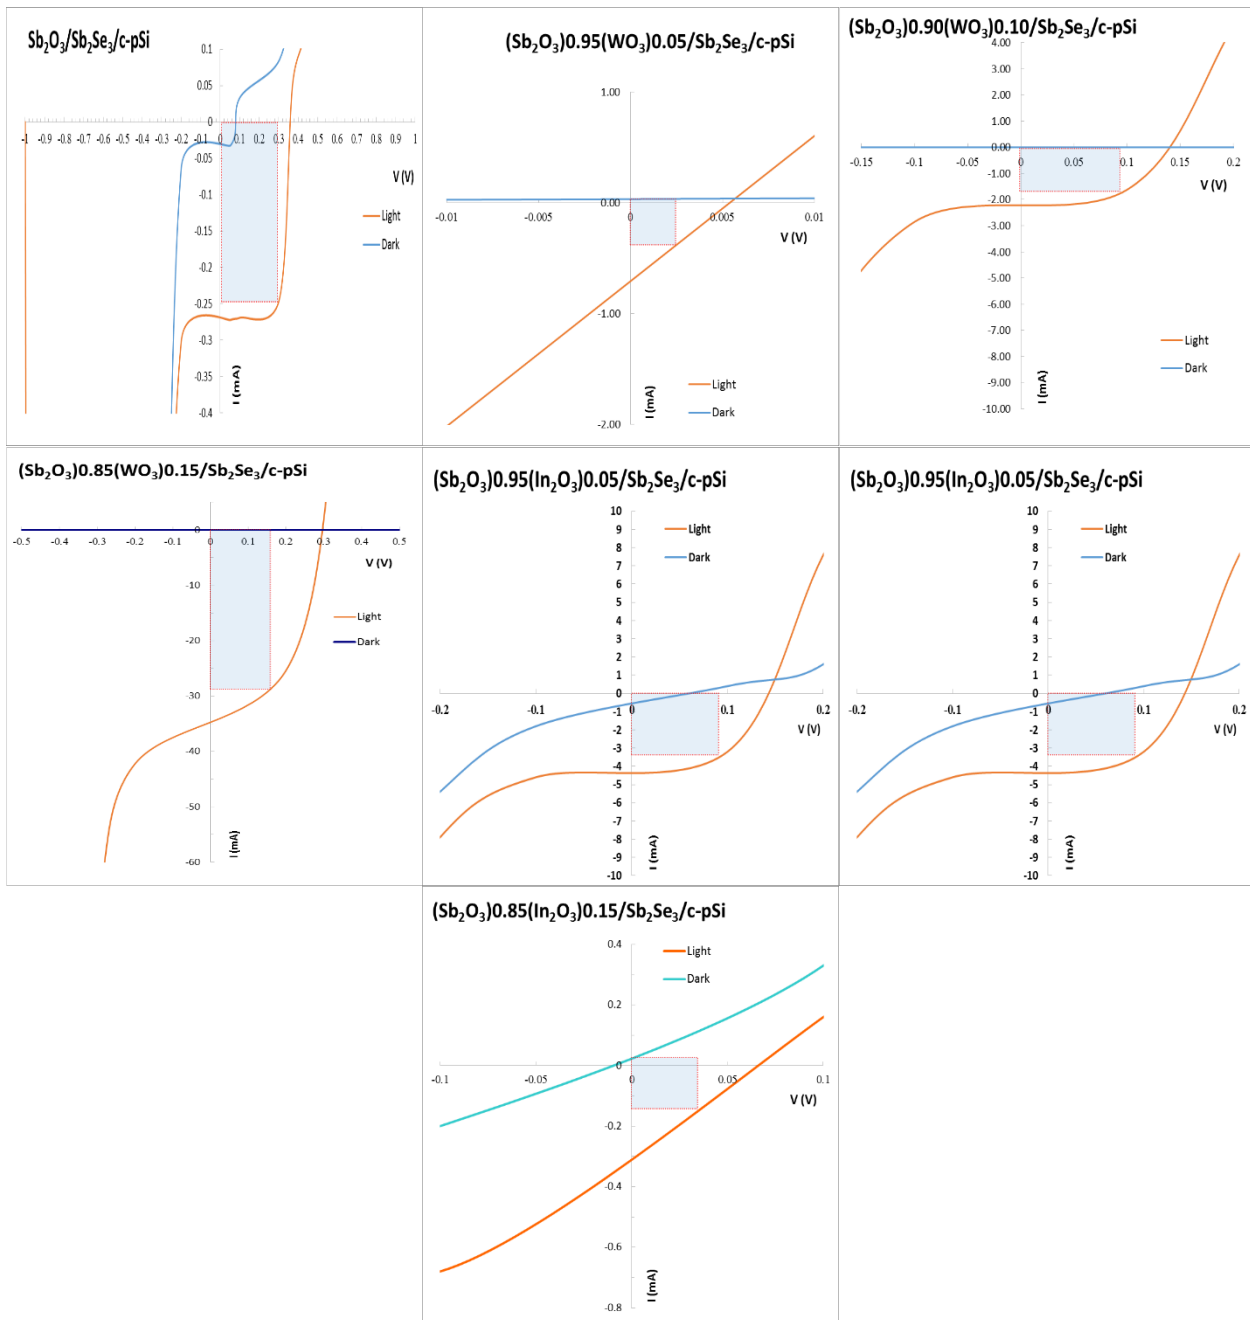 Sb₂O₃/Sb₂Se₃/c-pSi
0.1
0.05
0
-0.05
-0.1
-0.15
-0.2
-0.25
-0.3
-0.35
-0.4
-1 -0.9 -0.8 -0.7 -0.6 -0.5 -0.4 -0.3 -0.2 -0.1 0 0.1 0.2 0.3 0.4 0.5 0.6 0.7 0.8 0.9 1
V (V)
Light
Dark
I (mA)
(Sb₂O₃)0.95(WO₃)0.05/Sb₂Se₃/c-pSi
1.00
0.00
-1.00
-2.00
-0.01 -0.005 0 0.005 0.01
V (V)
Light
Dark
I (mA)
(Sb₂O₃)0.90(WO₃)0.10/Sb₂Se₃/c-pSi
4.00
3.00
2.00
1.00
0.00
-1.00
-2.00
-3.00
-4.00
-5.00
-6.00
-7.00
-8.00
-9.00
-10.00
-0.15 -0.1 -0.05 0 0.05 0.1 0.15 0.2
V (V)
Light
Dark
I (mA)
(Sb₂O₃)0.85(WO₃)0.15/Sb₂Se₃/c-pSi
0
-10
-20
-30
-40
-50
-60
-0.5 -0.4 -0.3 -0.2 -0.1 0 0.1 0.2 0.3 0.4 0.5
V (V)
Light
Dark
I (mA)
(Sb₂O₃)0.95(In₂O₃)0.05/Sb₂Se₃/c-pSi
10
9
8
7
6
5
4
3
2
1
0
-1
-2
-3
-4
-5
-6
-7
-8
-9
-10
Light
Dark
-0.2 -0.1 0 0.1 0.2
V (V)
I (mA)
(Sb₂O₃)0.95(In₂O₃)0.05/Sb₂Se₃/c-pSi
10
9
8
7
6
5
4
3
2
1
0
-1
-2
-3
-4
-5
-6
-7
-8
-9
-10
Light
Dark
-0.2 -0.1 0 0.1 0.2
V (V)
I (mA)
(Sb₂O₃)0.85(In₂O₃)0.15/Sb₂Se₃/c-pSi
0.4
0.2
0
-0.2
-0.4
-0.6
-0.8
Light
Dark
-0.1 -0.05 0 0.05 0.1
V (V)
I (mA)